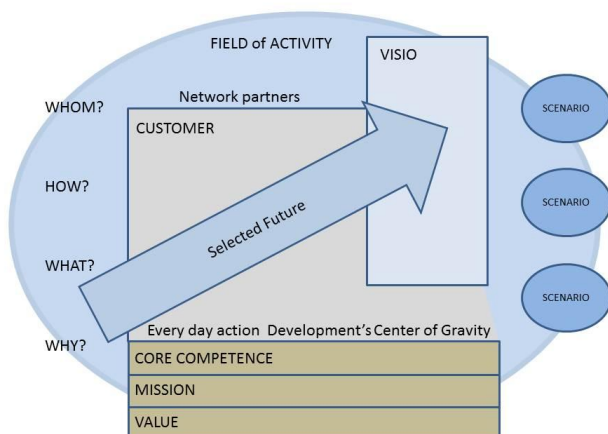 FIELD of ACTIVITY
VISIO
WHOM?
Network partners
SCENARIO
CUSTOMER
HOW?
SCENARIO
Selected Future
WHAT?
SCENARIO
Every day action Development's Center of Gravity
WHY?
CORE COMPETENCE
MISSION
VALUE